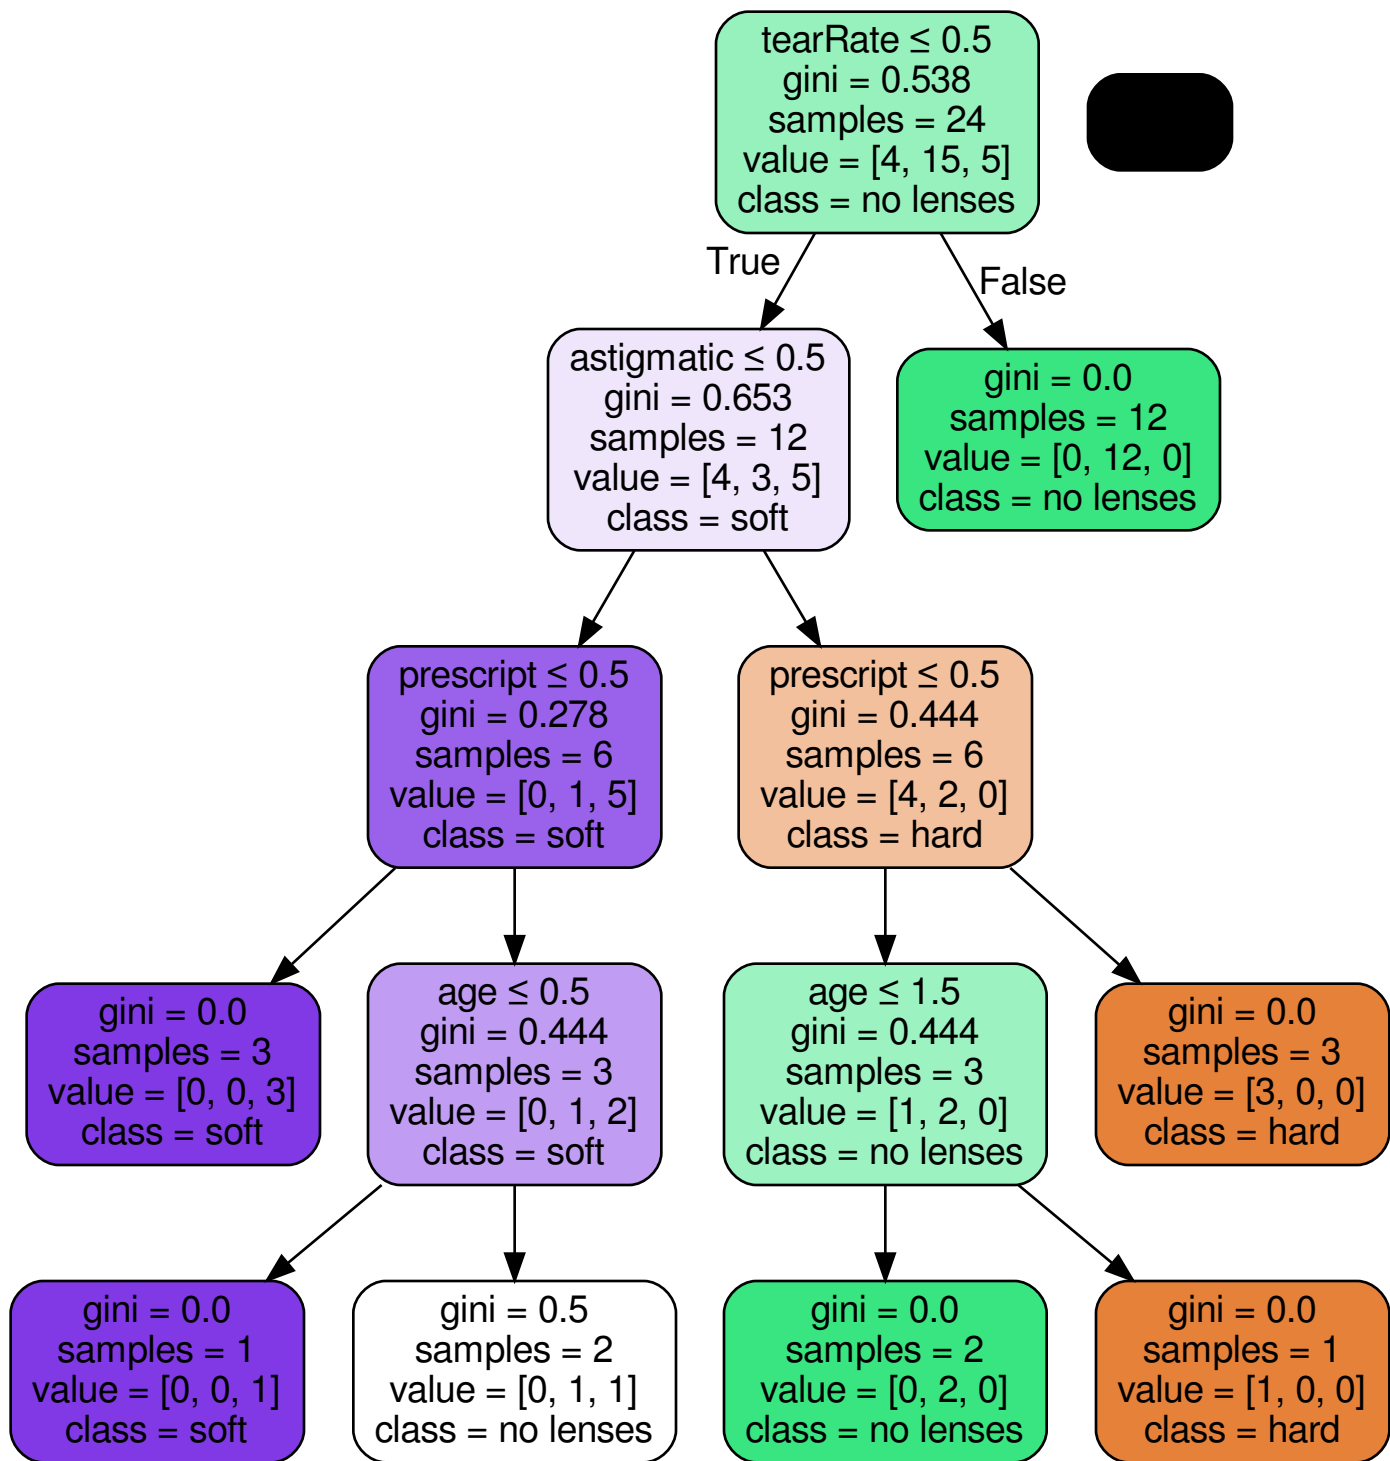 tearRate ≤ 0.5
gini = 0.538
samples = 24
value = [4, 15, 5]
class = no lenses
True
False
astigmatic ≤ 0.5
gini = 0.653
samples = 12
value = [4, 3, 5]
class = soft
gini = 0.0
samples = 12
value = [0, 12, 0]
class = no lenses
prescript ≤ 0.5
gini = 0.278
samples = 6
value = [0, 1, 5]
class = soft
prescript ≤ 0.5
gini = 0.444
samples = 6
value = [4, 2, 0]
class = hard
gini = 0.0
samples = 3
value = [0, 0, 3]
class = soft
age ≤ 0.5
gini = 0.444
samples = 3
value = [0, 1, 2]
class = soft
age ≤ 1.5
gini = 0.444
samples = 3
value = [1, 2, 0]
class = no lenses
gini = 0.0
samples = 3
value = [3, 0, 0]
class = hard
gini = 0.0
samples = 1
value = [0, 0, 1]
class = soft
gini = 0.5
samples = 2
value = [0, 1, 1]
class = no lenses
gini = 0.0
samples = 2
value = [0, 2, 0]
class = no lenses
gini = 0.0
samples = 1
value = [1, 0, 0]
class = hard